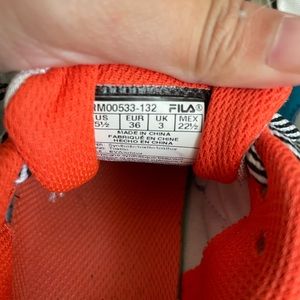 RM00533-132 FILA®
US EUR UK MEX
5½ 36 3 22½
MADE IN CHINA
FABRIQUÉ EN CHINE
HECHO EN CHINA